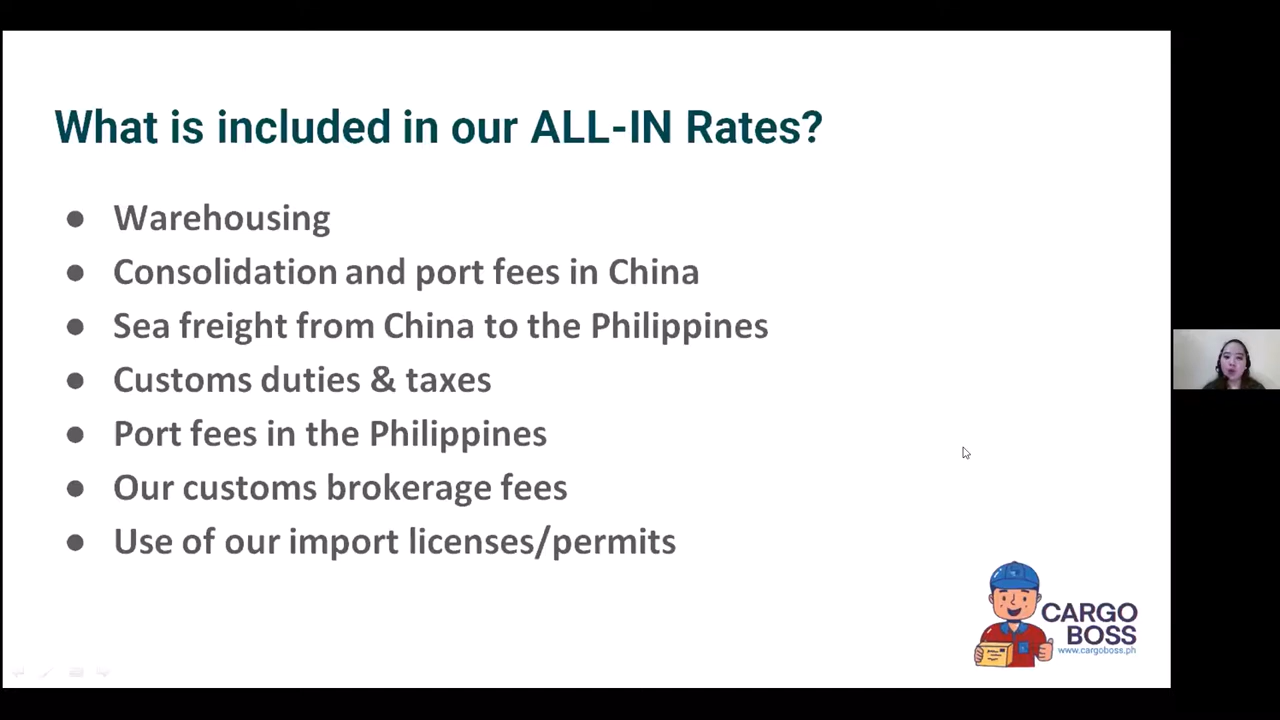 What is included in our ALL-IN Rates?
● Warehousing
● Consolidation and port fees in China
● Sea freight from China to the Philippines
● Customs duties & taxes
● Port fees in the Philippines
● Our customs brokerage fees
● Use of our import licenses/permits
CARGO
BOSS
www.cargoboss.ph